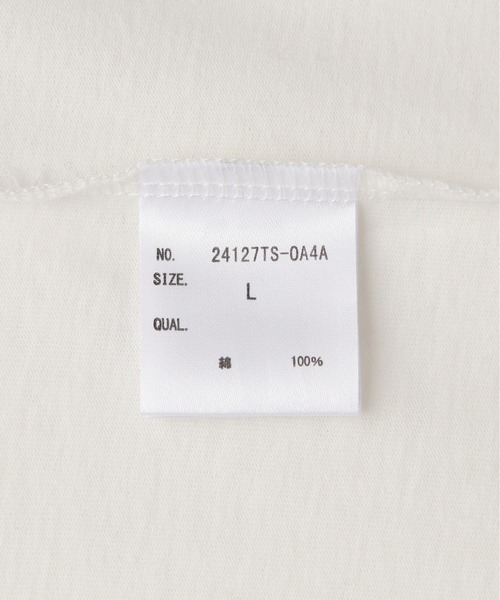 NO. 24127TS-0A4A
SIZE. L
QUAL.
綿 100%